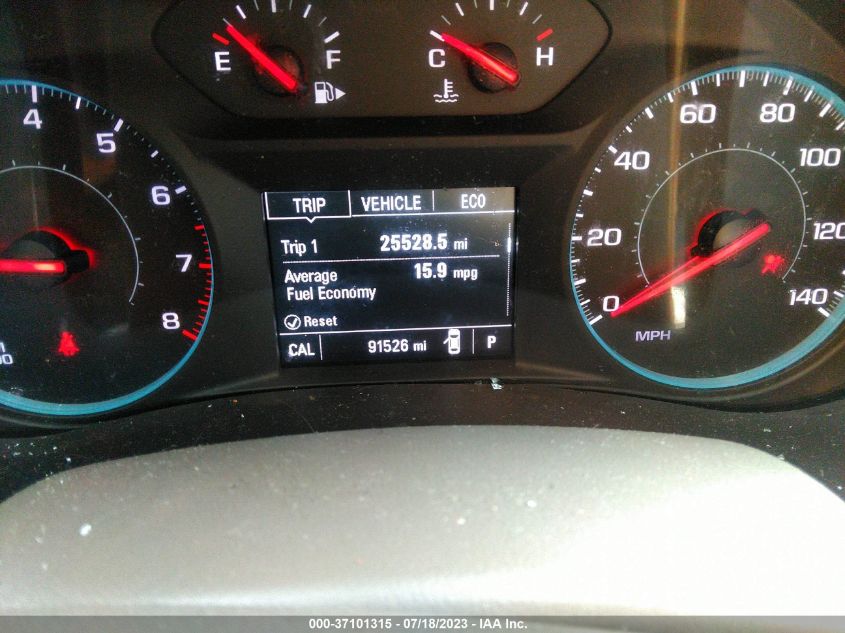 E F
C H
4
5
6
7
8
TRIP VEHICLE ECO
Trip 1 25528.5 mi
Average 15.9 mpg
Fuel Economy
Reset
CAL 91526 mi P
0
20
40
60
80
100
120
140
MPH
000-37101315 - 07/18/2023 - IAA Inc.